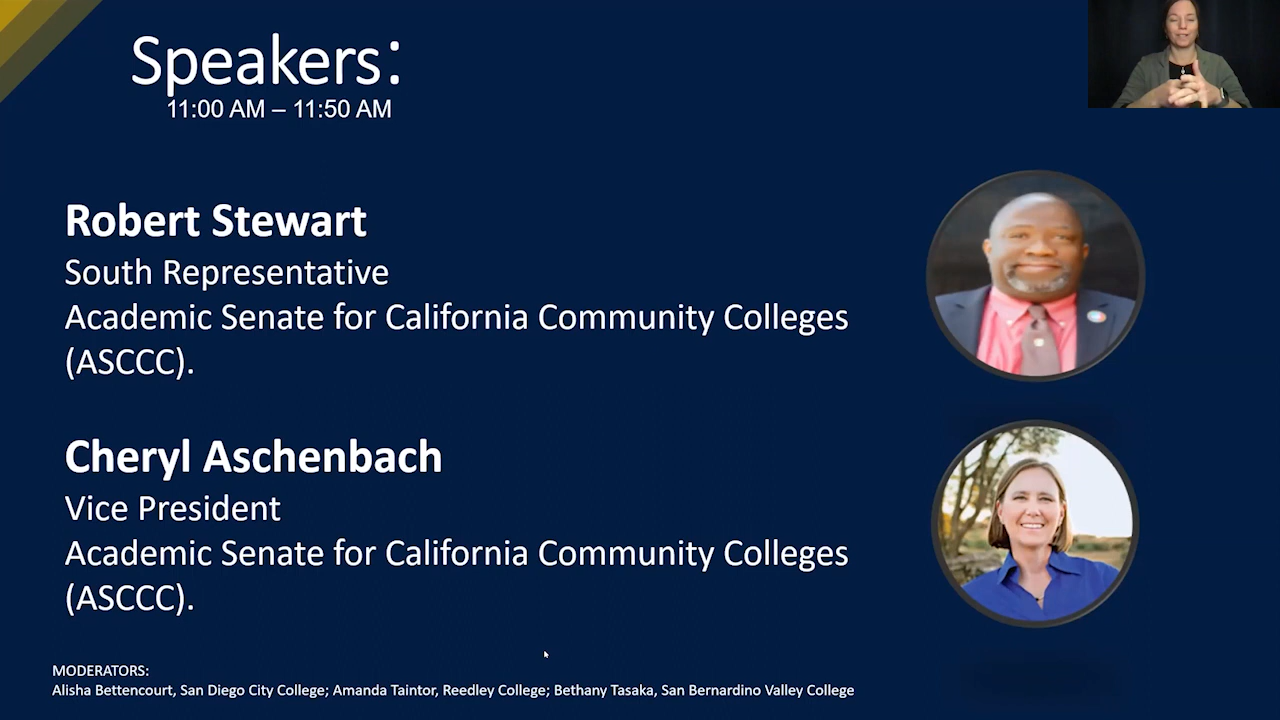 Speakers:
11:00 AM – 11:50 AM
Robert Stewart
South Representative
Academic Senate for California Community Colleges
(ASCCC).
Cheryl Aschenbach
Vice President
Academic Senate for California Community Colleges
(ASCCC).
MODERATORS:
Alisha Bettencourt, San Diego City College; Amanda Taintor, Reedley College; Bethany Tasaka, San Bernardino Valley College